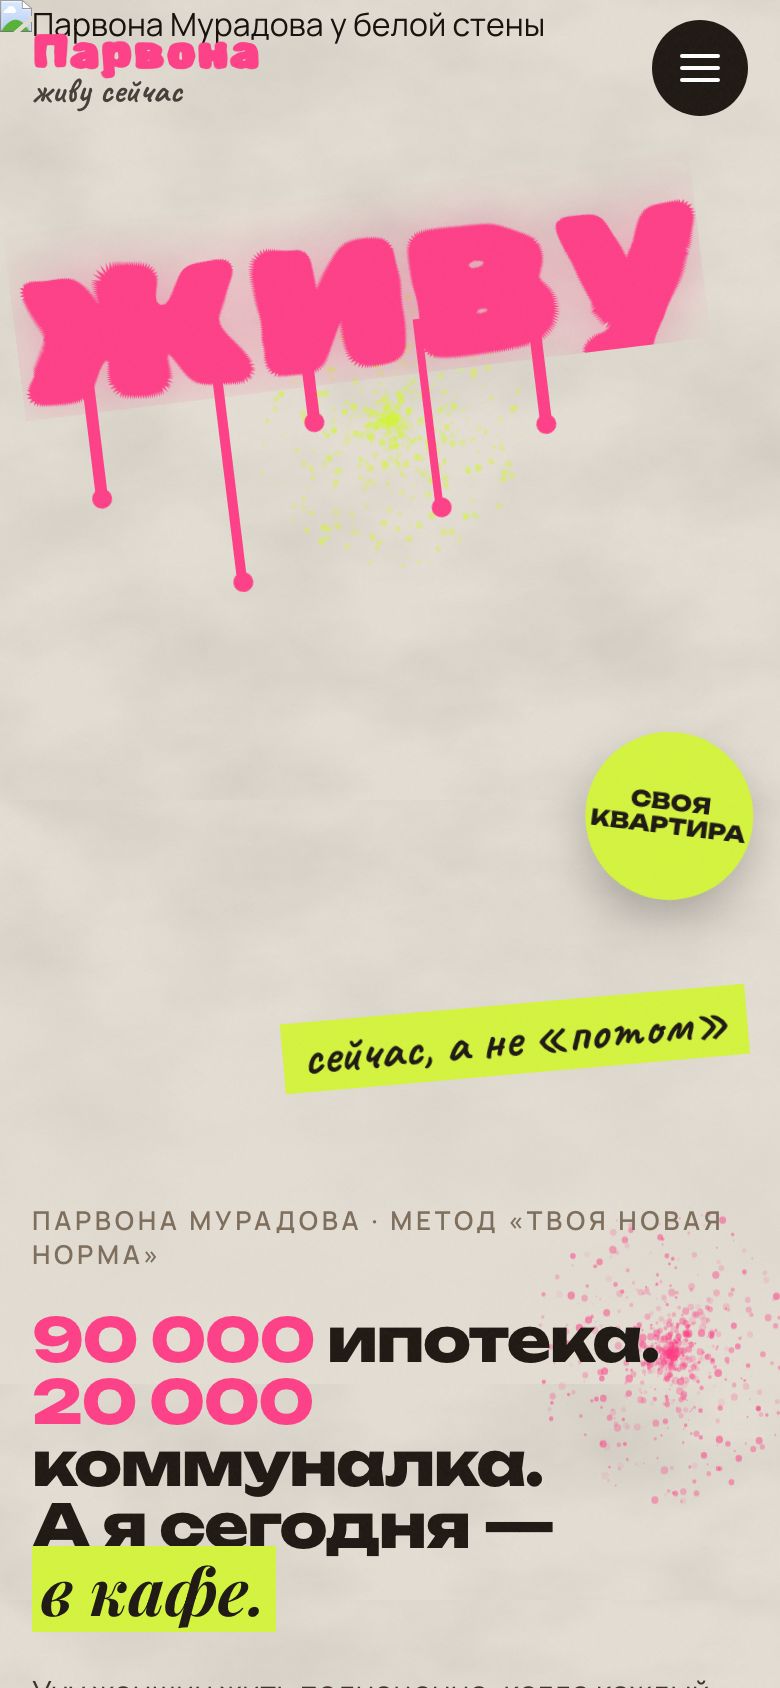 Парвона Мурадова у белой стены
Парвона
живу сейчас
живу
СВОЯ
КВАРТИРА
сейчас, а не «потом»
ПАРВОНА МУРАДОВА · МЕТОД «ТВОЯ НОВАЯ
НОРМА»
90 000 ипотека.
20 000
коммуналка.
А я сегодня —
в кафе.